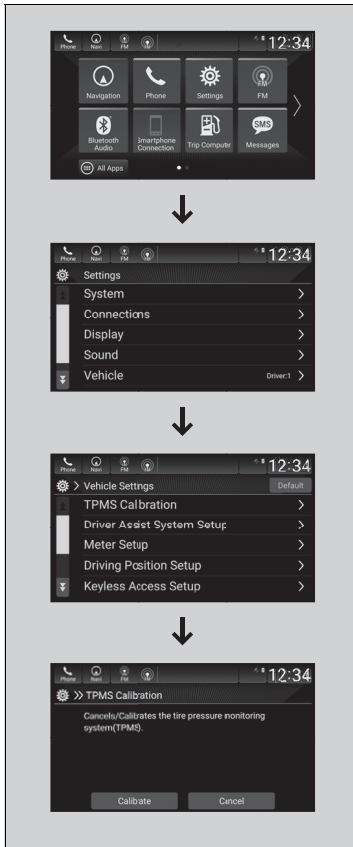 Phone Navi FM 12:34
Navigation Phone Settings FM
Bluetooth Audio Smartphone Connection Trip Computer Messages
SMS
All Apps
Phone Navi FM 12:34
Settings
System
Connections
Display
Sound
Vehicle Driver:1
Phone Navi FM 12:34
Vehicle Settings Default
TPMS Calibration
Driver Assist System Setup
Meter Setup
Driving Position Setup
Keyless Access Setup
Phone Navi FM 12:34
TPMS Calibration
Cancels/Calibrates the tire pressure monitoring
system(TPMS).
Calibrate Cancel